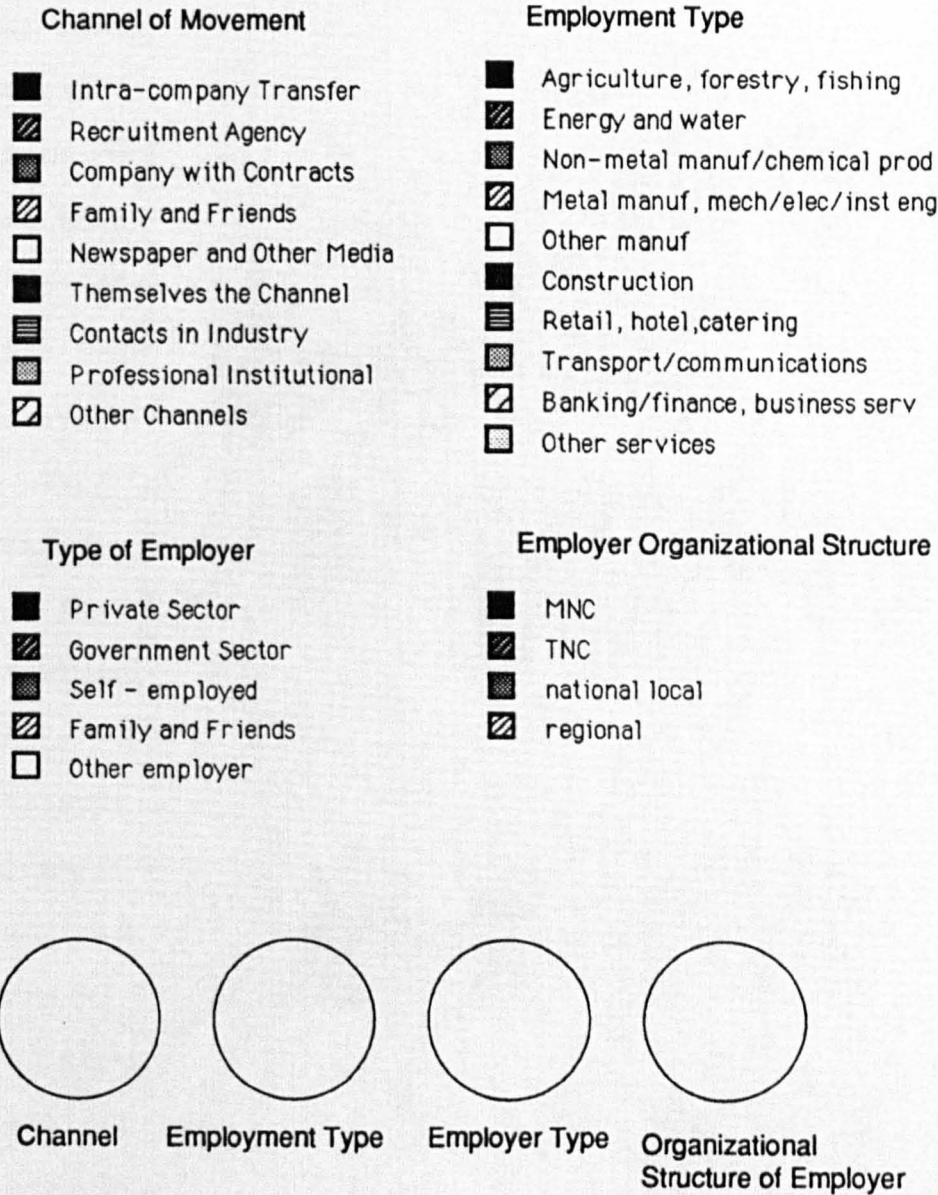 Channel of Movement
Intra-company Transfer
Recruitment Agency
Company with Contracts
Family and Friends
Newspaper and Other Media
Themselves the Channel
Contacts in Industry
Professional Institutional
Other Channels
Employment Type
Agriculture, forestry, fishing
Energy and water
Non-metal manuf/chemical prod
Metal manuf, mech/elec/inst eng
Other manuf
Construction
Retail, hotel,catering
Transport/communications
Banking/finance, business serv
Other services
Type of Employer
Private Sector
Government Sector
Self - employed
Family and Friends
Other employer
Employer Organizational Structure
MNC
TNC
national local
regional
Channel
Employment Type
Employer Type
Organizational
Structure of Employer